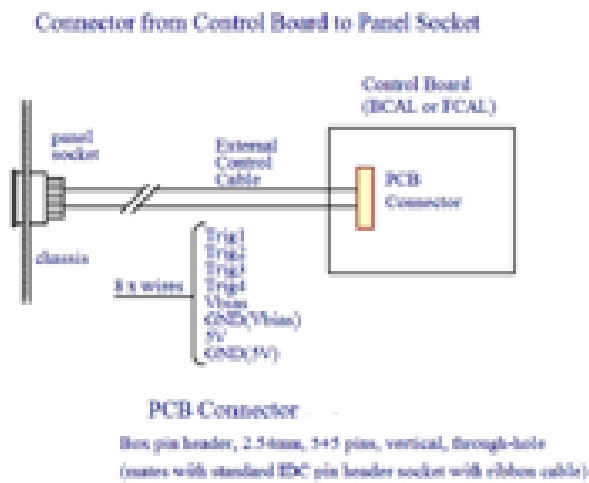 Connector from Control Board to Panel Socket
Control Board
(BCAL or FCAL)
panel
socket
External
Control
Cable
PCB
Connector
chassis
8 x wires
Trig1
Trig2
Trig3
Trig4
Vbias
GND(Vbias)
5V
GND(5V)
PCB Connector
Box pin header, 2.54mm, 5+5 pins, vertical, through-hole
(mates with standard IDC pin header socket with ribbon cable)